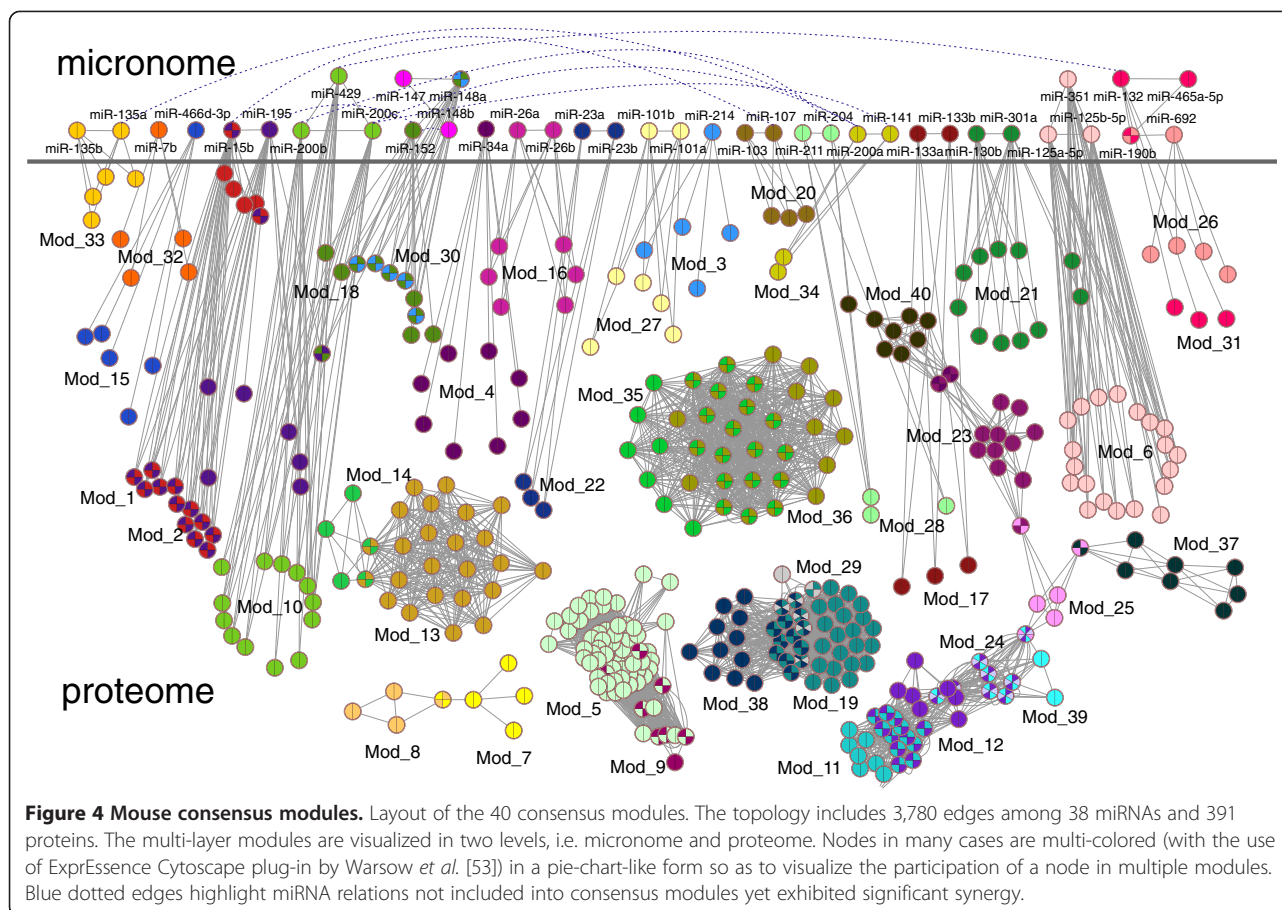 micronome
miR-429
miR-147
miR-148a
miR-351
miR-132
miR-465a-5p
miR-135a
miR-466d-3p
miR-195
miR-200c
miR-148b
miR-26a
miR-23a
miR-101b
miR-214
miR-107
miR-204
miR-141
miR-133b
miR-301a
miR-125b-5p
miR-692
miR-135b
miR-7b
miR-15b
miR-200b
miR-152
miR-34a
miR-26b
miR-23b
miR-101a
miR-103
miR-211
miR-200a
miR-133a
miR-130b
miR-125a-5p
miR-190b
Mod_33
Mod_32
Mod_18
Mod_30
Mod_16
Mod_3
Mod_20
Mod_34
Mod_40
Mod_21
Mod_26
Mod_31
Mod_27
Mod_15
Mod_4
Mod_35
Mod_23
Mod_6
Mod_1
Mod_14
Mod_22
Mod_36
Mod_2
Mod_28
Mod_37
Mod_10
Mod_13
Mod_29
Mod_17
Mod_25
Mod_24
proteome
Mod_5
Mod_38
Mod_19
Mod_39
Mod_8
Mod_7
Mod_9
Mod_11
Mod_12
Figure 4 Mouse consensus modules. Layout of the 40 consensus modules. The topology includes 3,780 edges among 38 miRNAs and 391
proteins. The multi-layer modules are visualized in two levels, i.e. micronome and proteome. Nodes in many cases are multi-colored (with the use
of ExprEssence Cytoscape plug-in by Warsow et al. [53]) in a pie-chart-like form so as to visualize the participation of a node in multiple modules.
Blue dotted edges highlight miRNA relations not included into consensus modules yet exhibited significant synergy.